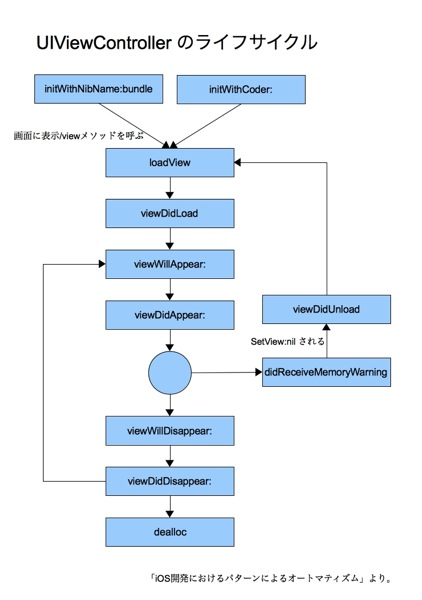 UIViewController のライフサイクル
initWithNibName:bundle
initWithCoder:
画面に表示/viewメソッドを呼ぶ
loadView
viewDidLoad
viewWillAppear:
viewDidAppear:
viewDidUnload
SetView:nil される
didReceiveMemoryWarning
viewWillDisappear:
viewDidDisappear:
dealloc
「iOS開発におけるパターンによるオートマティズム」より。